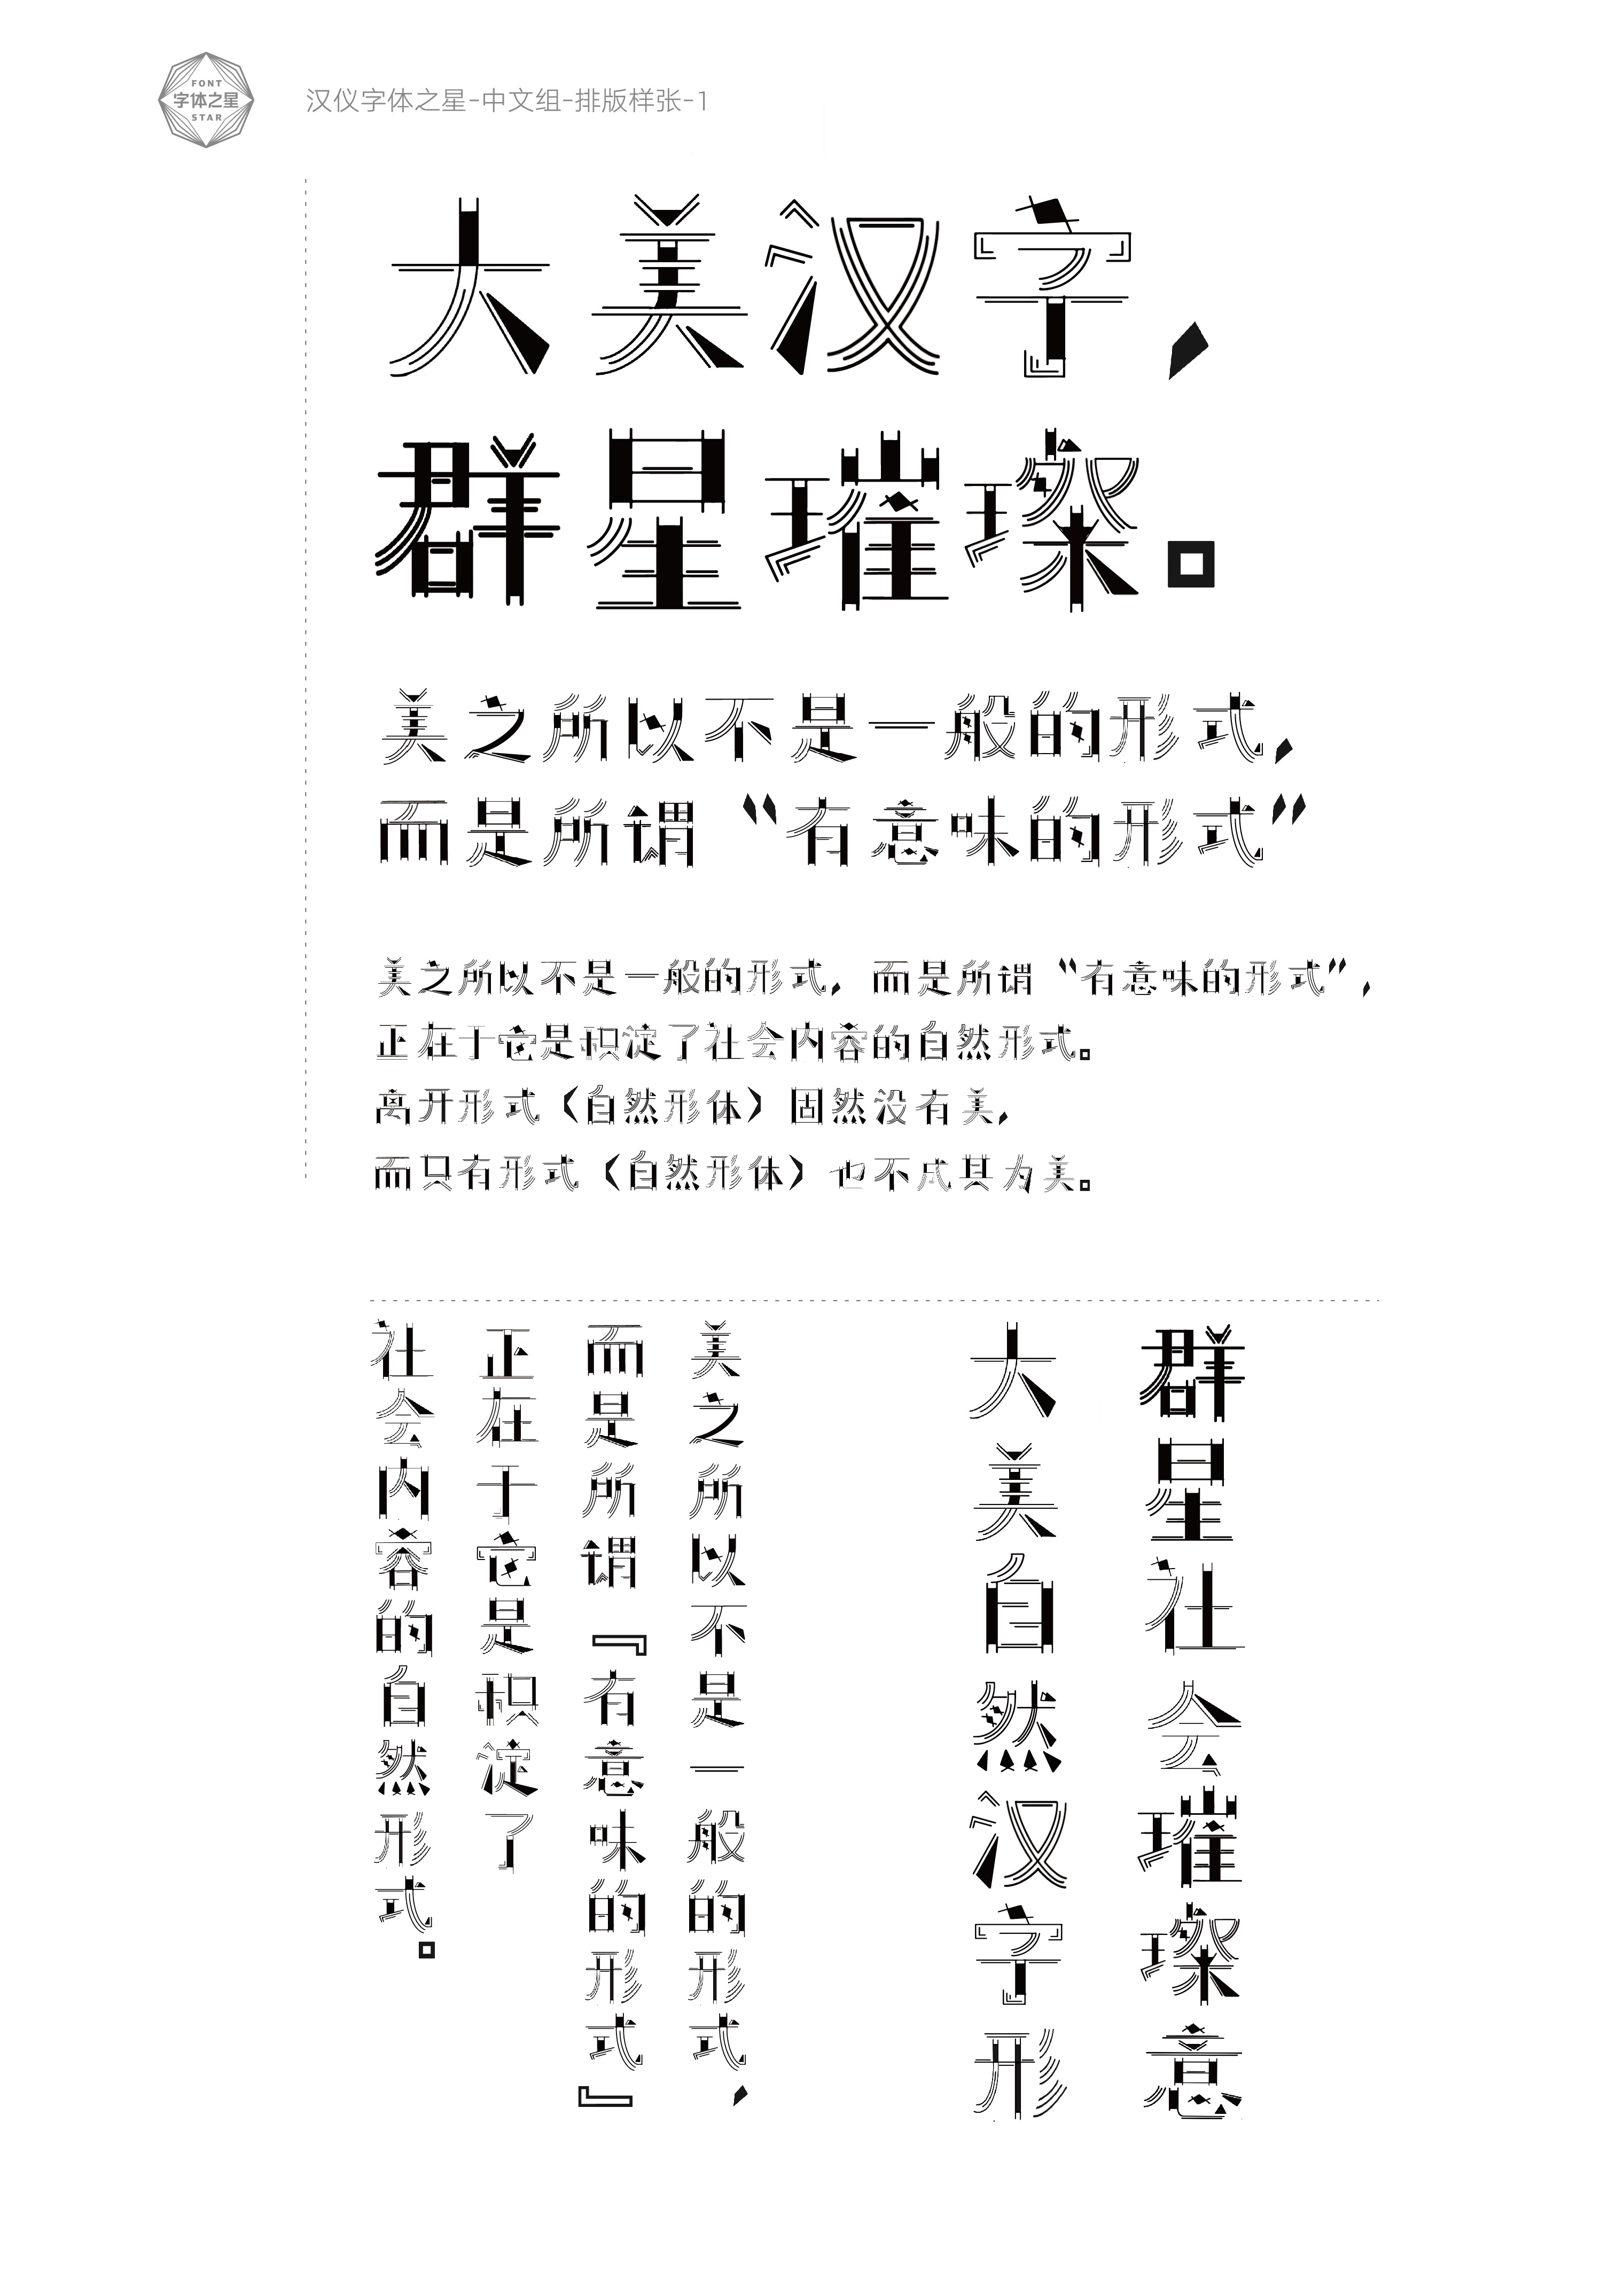 FONT
字体之星
STAR
汉仪字体之星-中文组-排版样张-1
大美汉字，
群星璀璨。
美之所以不是一般的形式，
而是所谓“有意味的形式”
美之所以不是一般的形式，而是所谓“有意味的形式”，
正在于它是积淀了社会内容的自然形式。
离开形式（自然形体）固然没有美，
而只有形式（自然形体）也不成其为美。
群星社会璀璨意
大美自然汉字形
美之所以不是一般的形式，
而是所谓『有意味的形式』
正在于它是积淀了
社会内容的自然形式。